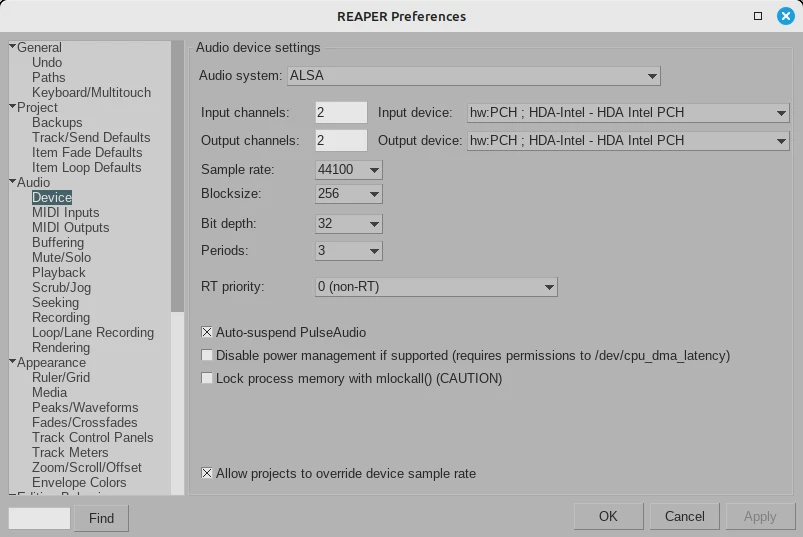 REAPER Preferences
General
Undo
Paths
Keyboard/Multitouch
Project
Backups
Track/Send Defaults
Item Fade Defaults
Item Loop Defaults
Audio
Device
MIDI Inputs
MIDI Outputs
Buffering
Mute/Solo
Playback
Scrub/Jog
Seeking
Recording
Loop/Lane Recording
Rendering
Appearance
Ruler/Grid
Media
Peaks/Waveforms
Fades/Crossfades
Track Control Panels
Track Meters
Zoom/Scroll/Offset
Envelope Colors
Find
Audio device settings
Audio system: ALSA
Input channels: 2 Input device: hw:PCH ; HDA-Intel - HDA Intel PCH
Output channels: 2 Output device: hw:PCH ; HDA-Intel - HDA Intel PCH
Sample rate: 44100
Blocksize: 256
Bit depth: 32
Periods: 3
RT priority: 0 (non-RT)
Auto-suspend PulseAudio
Disable power management if supported (requires permissions to /dev/cpu_dma_latency)
Lock process memory with mlockall() (CAUTION)
Allow projects to override device sample rate
OK Cancel Apply